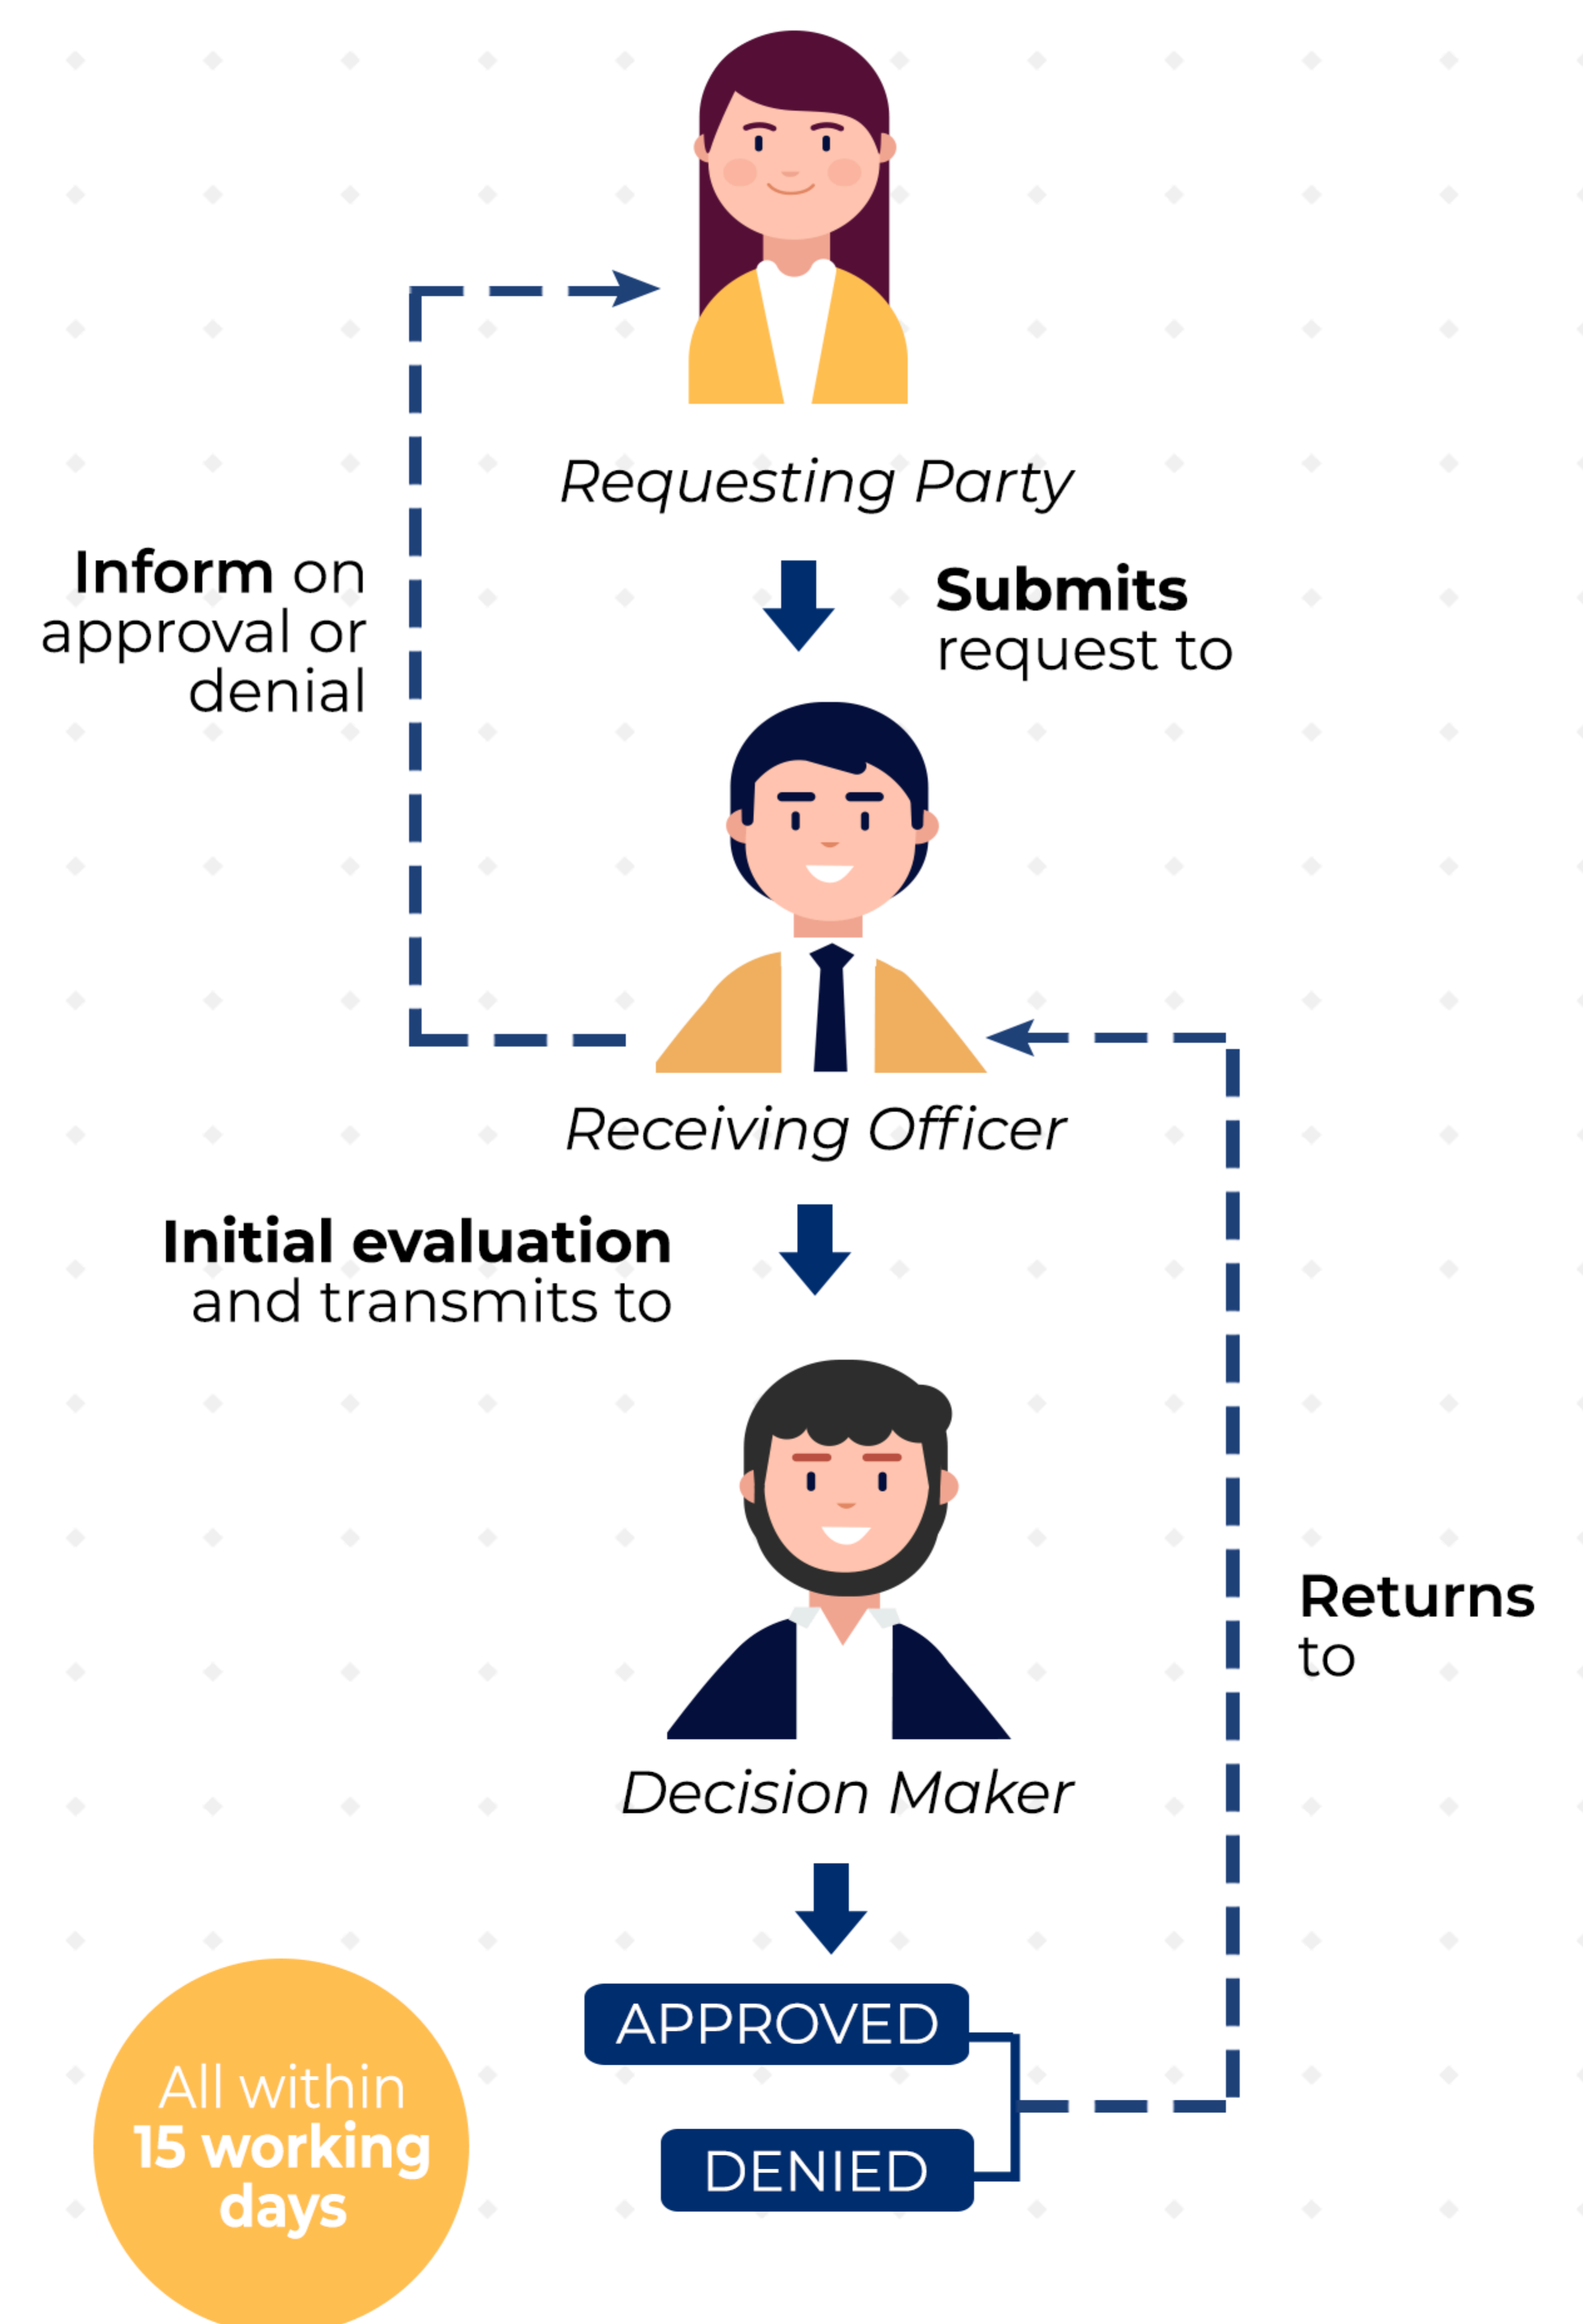 Requesting Party
Inform on
approval or
denial
Submits
request to
Receiving Officer
Initial evaluation
and transmits to
Decision Maker
Returns
to
APPROVED
DENIED
All within
15 working
days